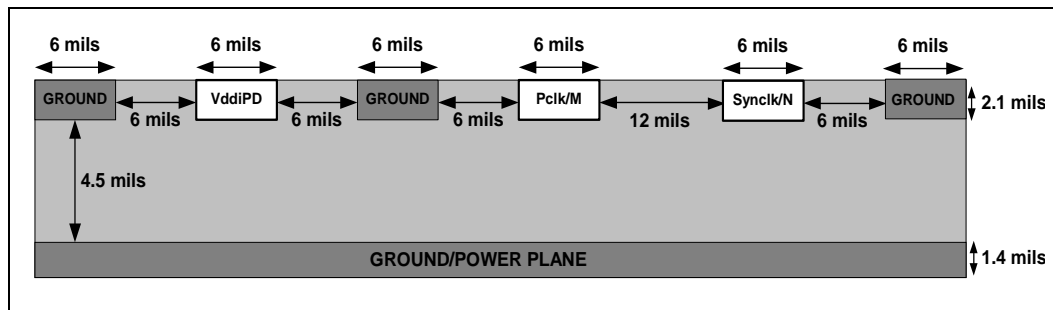 6 mils 6 mils 6 mils 6 mils 6 mils 6 mils
GROUND VddiPD GROUND Pclk/M Synclk/N GROUND
2.1 mils
6 mils 6 mils 6 mils 12 mils 6 mils
4.5 mils
GROUND/POWER PLANE
1.4 mils